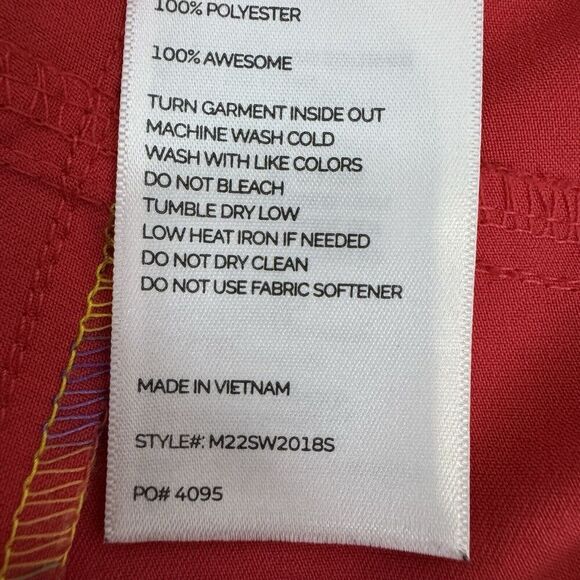 100% POLYESTER
100% AWESOME
TURN GARMENT INSIDE OUT
MACHINE WASH COLD
WASH WITH LIKE COLORS
DO NOT BLEACH
TUMBLE DRY LOW
LOW HEAT IRON IF NEEDED
DO NOT DRY CLEAN
DO NOT USE FABRIC SOFTENER
MADE IN VIETNAM
STYLE#: M22SW2018S
PO# 4095